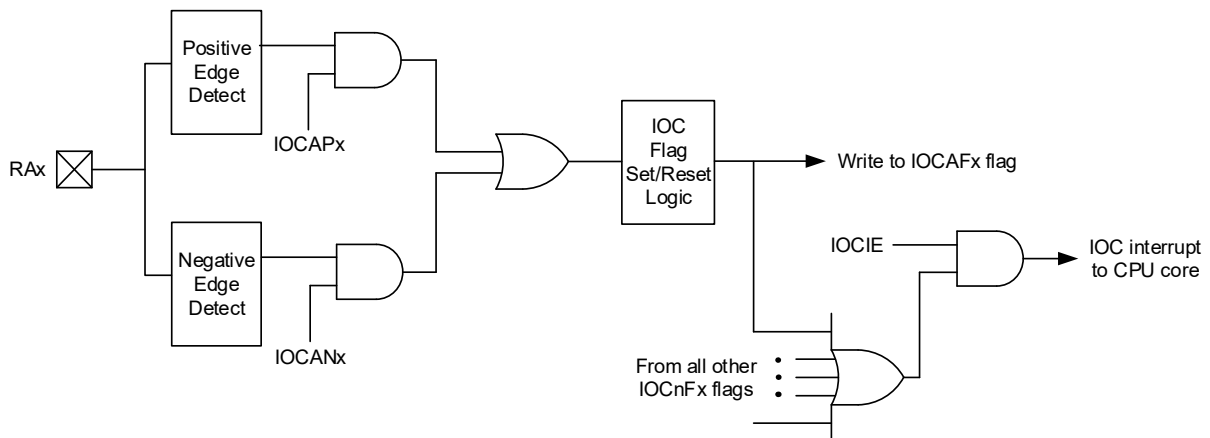 Positive
Edge
Detect
IOCAPx
RAx
Negative
Edge
Detect
IOCANx
IOC
Flag
Set/Reset
Logic
Write to IOCAFx flag
IOCIE
IOC interrupt
to CPU core
From all other
IOCnFx flags